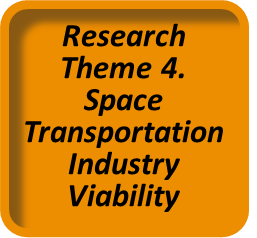 Research
Theme 4.
Space
Transportation
Industry
Viability